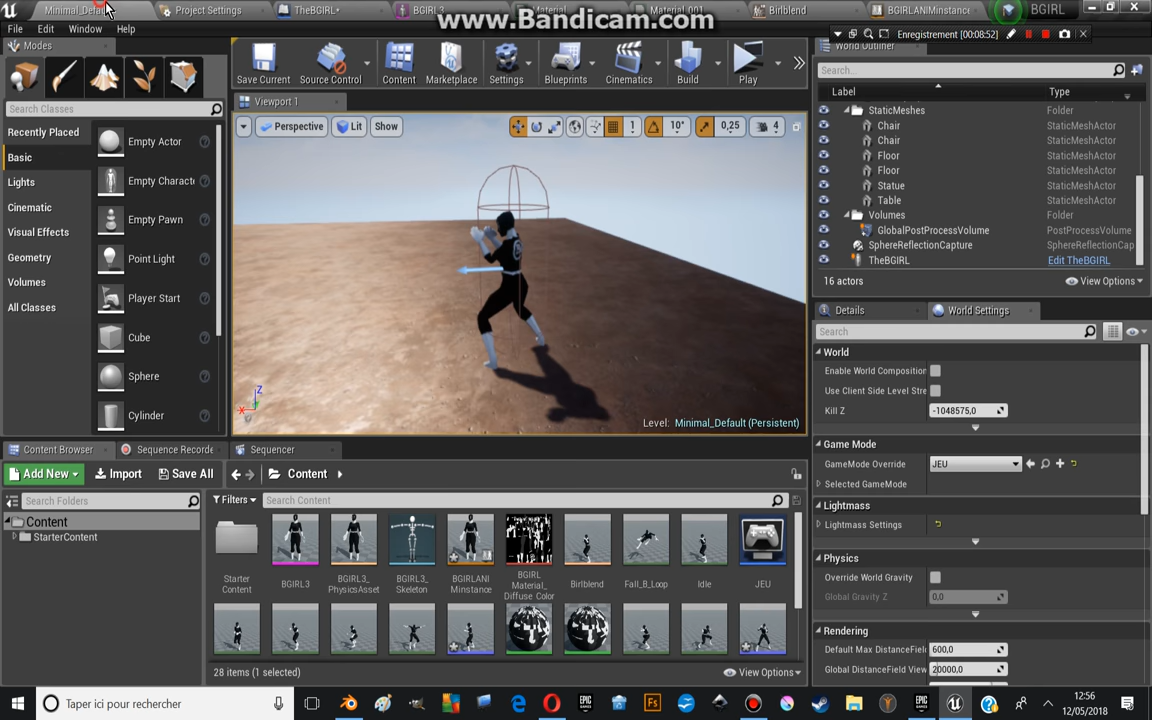 www.Bandicam.com
Minimal_Defau
Project Settings
TheBGIRL*
BGIRL3
Material
Material_001
Birlblend
BGIRLANIMinstance
BGIRL
File Edit Window Help
Enregistrement [00:08:52]
Modes
Search Classes
Recently Placed
Basic
Lights
Cinematic
Visual Effects
Geometry
Volumes
All Classes
Empty Actor
Empty Characte
Empty Pawn
Point Light
Player Start
Cube
Sphere
Cylinder
Save Current
Source Control
Content
Marketplace
Settings
Blueprints
Cinematics
Build
Play
Viewport 1
Perspective
Lit
Show
1
10°
0,25
4
Level: Minimal_Default (Persistent)
World Outliner
Search...
Label Type
StaticMeshes Folder
Chair StaticMeshActor
Chair StaticMeshActor
Floor StaticMeshActor
Floor StaticMeshActor
Statue StaticMeshActor
Table StaticMeshActor
Volumes Folder
GlobalPostProcessVolume PostProcessVolume
SphereReflectionCapture SphereReflectionCap
TheBGIRL Edit TheBGIRL
16 actors
View Options
Details
World Settings
Search
World
Enable World Composition
Use Client Side Level Stre
Kill Z -1048575,0
Game Mode
GameMode Override JEU
Selected GameMode
Lightmass
Lightmass Settings
Physics
Override World Gravity
Global Gravity Z 0,0
Rendering
Default Max DistanceField 600,0
Global DistanceField View 20000,0
Content Browser
Sequence Recorde
Sequencer
Add New
Import
Save All
Content
Search Folders
Content
StarterContent
Filters
Search Content
Starter
Content
BGIRL3
BGIRL3_
PhysicsAsset
BGIRL3_
Skeleton
BGIRLANI
Minstance
BGIRL
Material_
Diffuse Color
Birlblend
Fall_B_Loop
Idle
JEU
28 items (1 selected)
View Options
Taper ici pour rechercher
12:56
12/05/2018